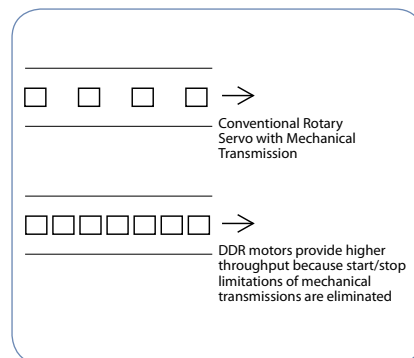 Conventional Rotary
Servo with Mechanical
Transmission
DDR motors provide higher
throughput because start/stop
limitations of mechanical
transmissions are eliminated